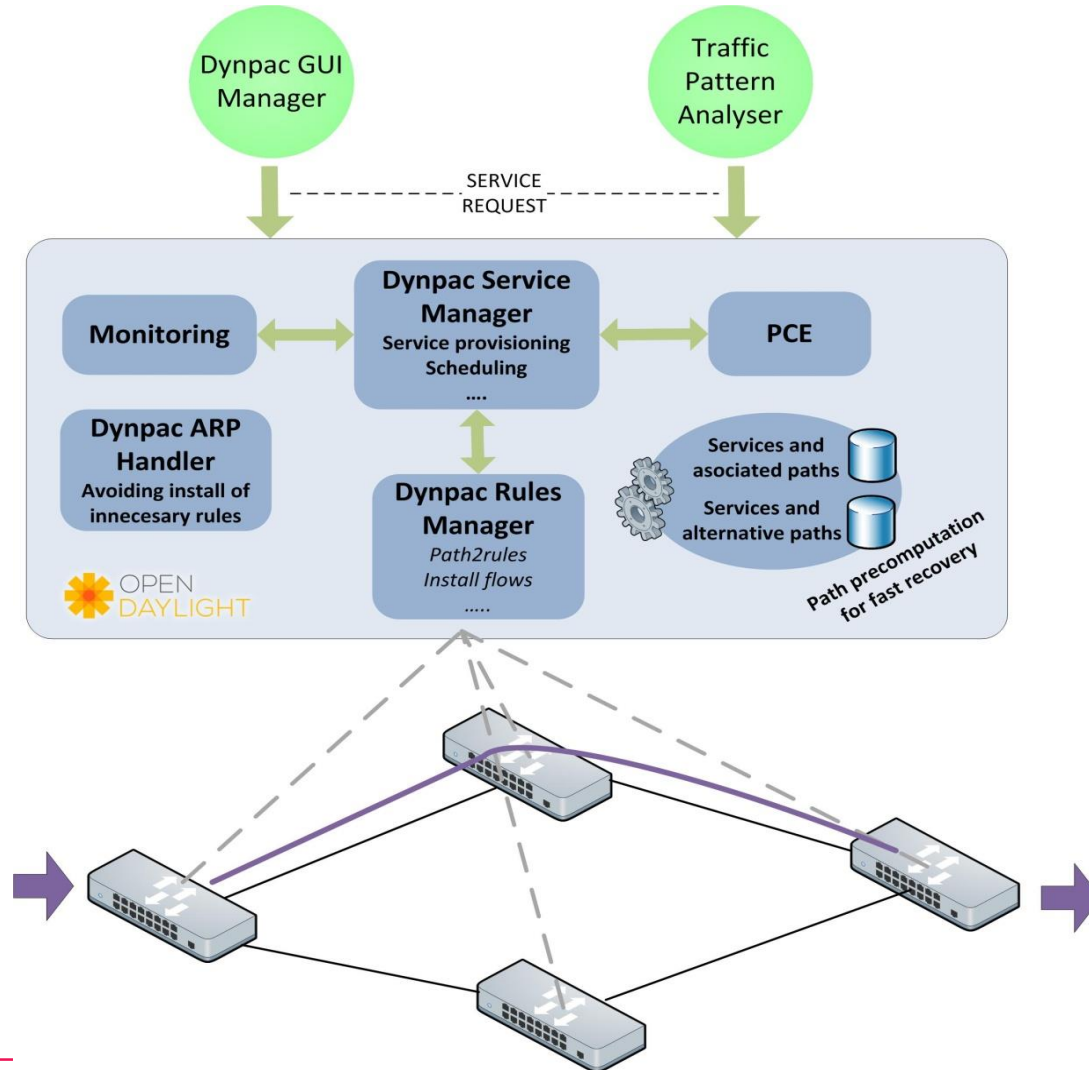 Dynpac GUI
Manager
Traffic
Pattern
Analyser
SERVICE
REQUEST
Dynpac Service
Manager
Service provisioning
Scheduling
....
Monitoring
PCE
Dynpac ARP
Handler
Avoiding install of
innecesary rules
Dynpac Rules
Manager
Path2rules
Install flows
.....
Services and
asociated paths
Services and
alternative paths
Path precomputation
for fast recovery
OPEN
DAYLIGHT